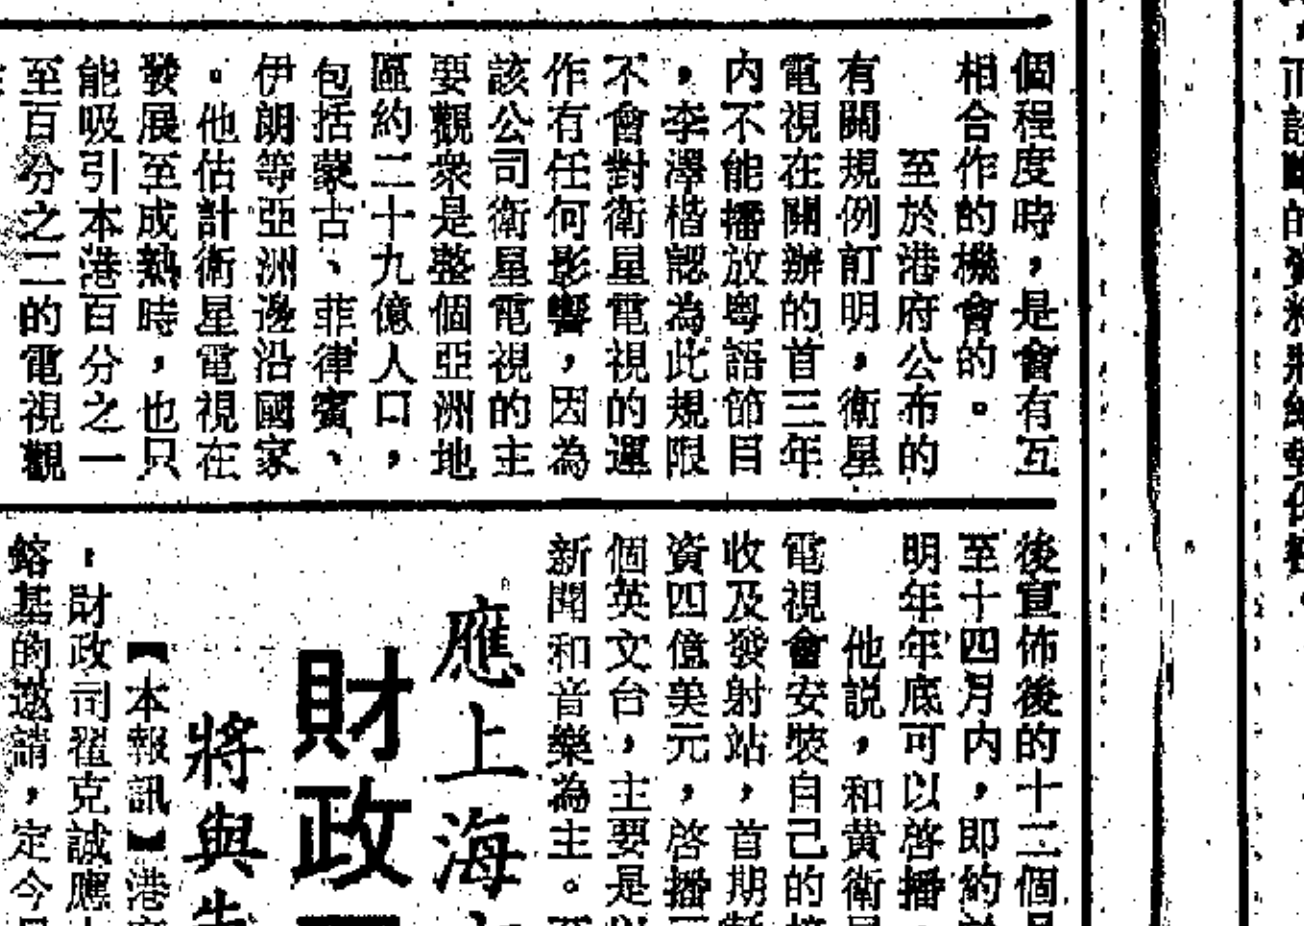 個程度時，是會有互
相合作的機會的。
至於港府公布的
有關規例訂明，衛星
電視在開辦的首三年
内不能播放粤語節目
，李澤楷認為此規限
不會對衛星電視的運
作有任何影響，因為
該公司衛星電視的主
要觀衆是整個亞洲地
區約二十九億人口，
包括蒙古、菲律賓、
伊朗等亞洲邊沿國家
。他估計衛星電視在
發展至成熟時，也只
能吸引本港百分之一
至百分之二的電視觀
後宣佈後的十二個
至十四月内，即約
明年年底可以啓播
他説，和黄衛星
電視會安裝自己的接
收及發射站，首期
資四億美元，啓播
個英文台，主要是以
新聞和音樂為主。
應上海
財政
將與
【本報訊】港
，財政司翟克誠應
鎔基的邀請，定今